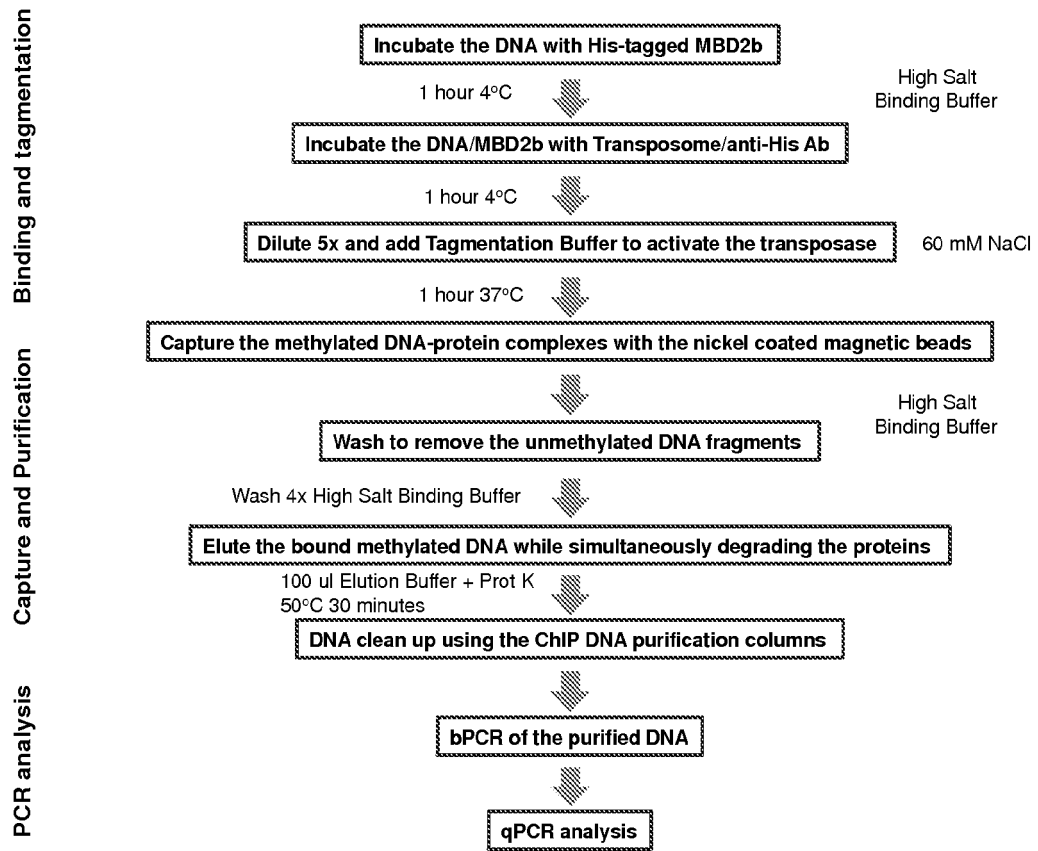 Binding and tagmentation
Incubate the DNA with His-tagged MBD2b
1 hour 4°C
High Salt
Binding Buffer
Incubate the DNA/MBD2b with Transposome/anti-His Ab
1 hour 4°C
Dilute 5x and add Tagmentation Buffer to activate the transposase
60 mM NaCl
1 hour 37°C
Capture and Purification
Capture the methylated DNA-protein complexes with the nickel coated magnetic beads
High Salt
Binding Buffer
Wash to remove the unmethylated DNA fragments
Wash 4x High Salt Binding Buffer
Elute the bound methylated DNA while simultaneously degrading the proteins
100 ul Elution Buffer + Prot K
50°C 30 minutes
DNA clean up using the ChIP DNA purification columns
PCR analysis
bPCR of the purified DNA
qPCR analysis